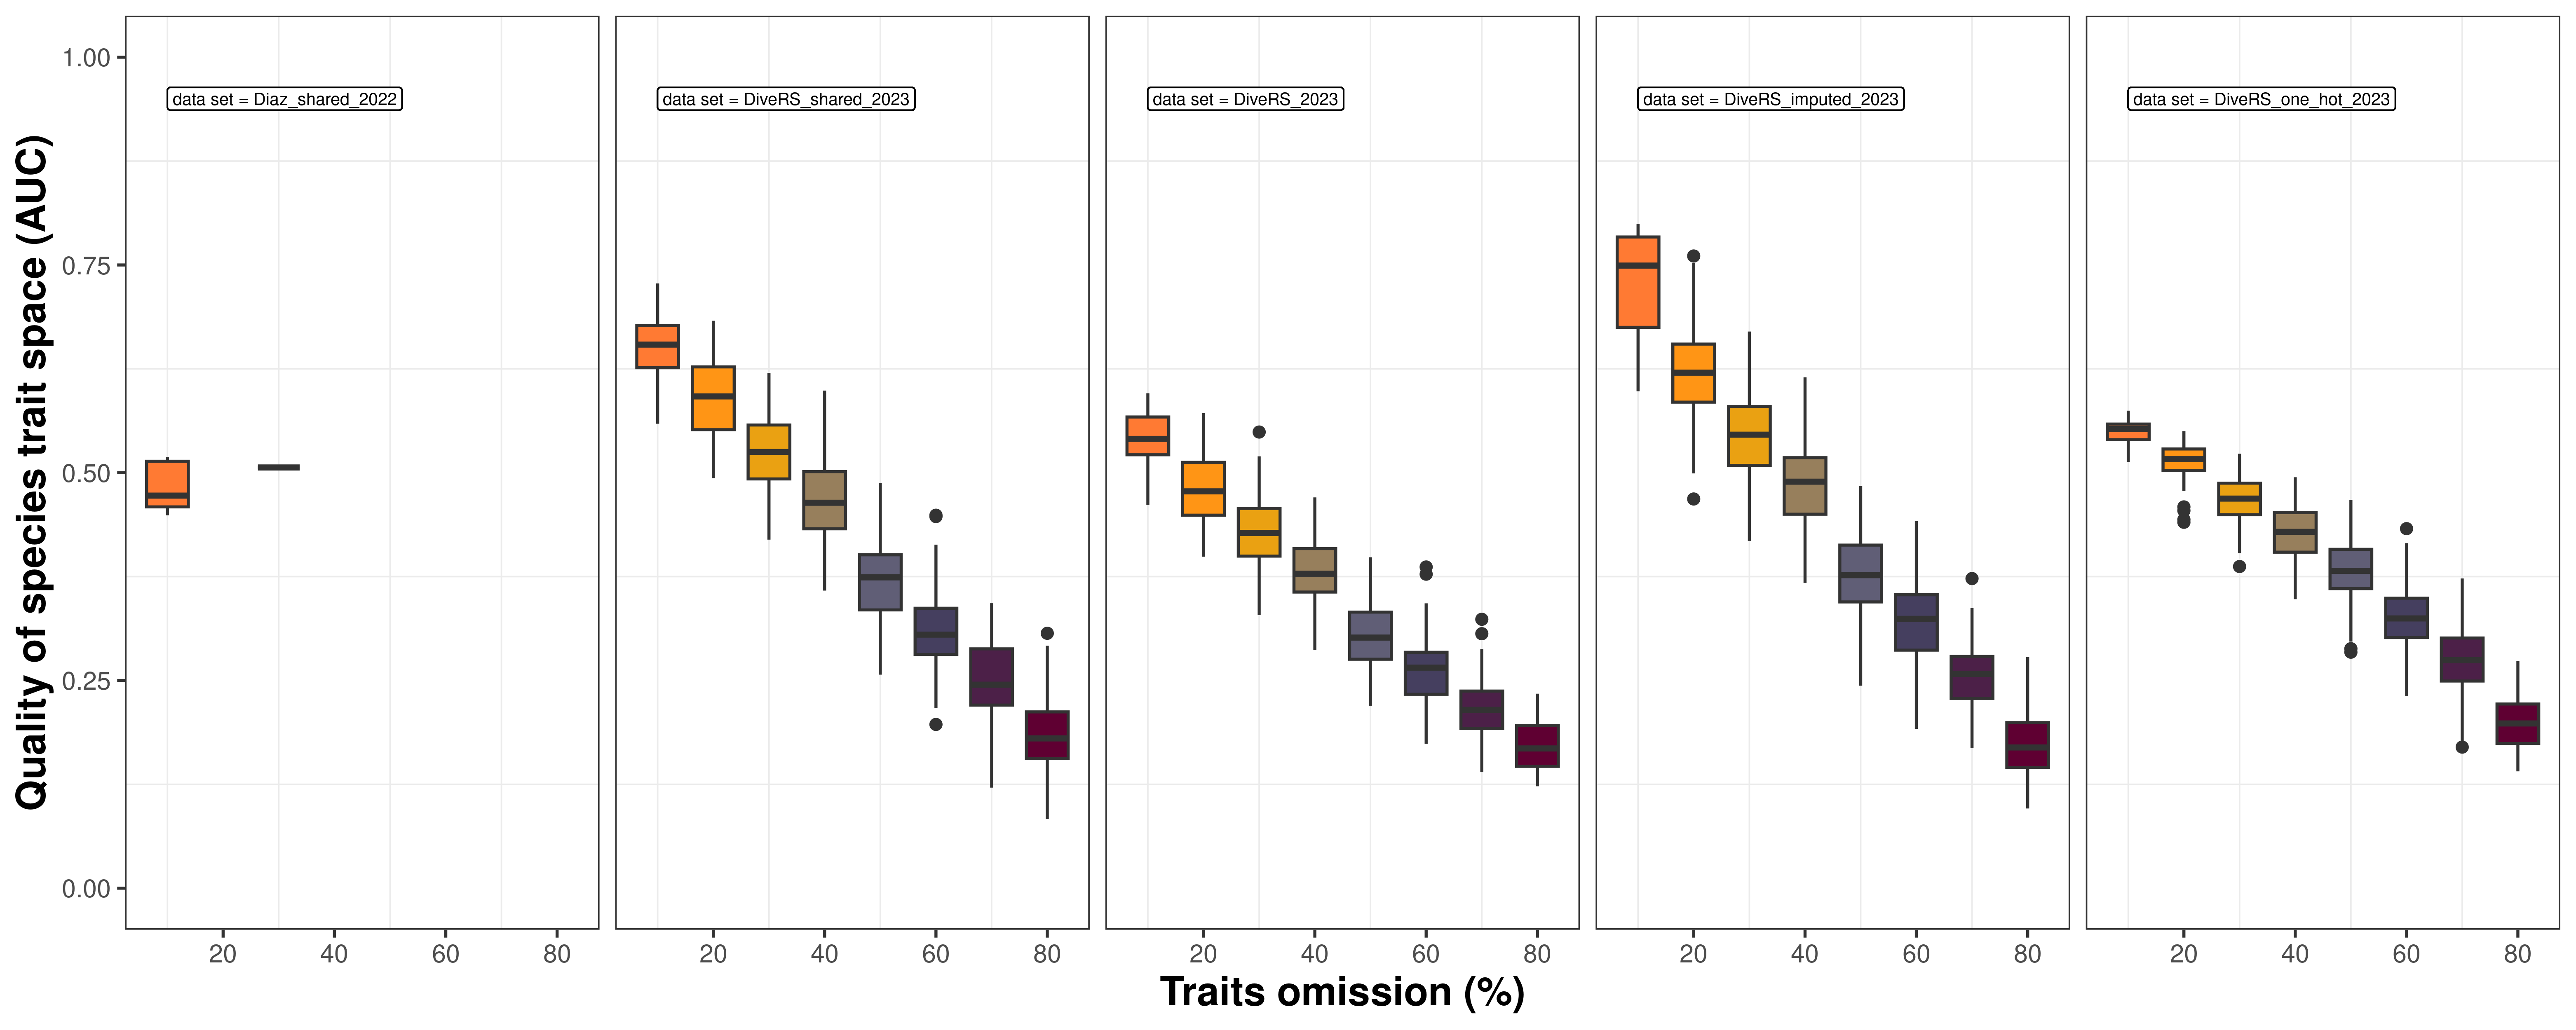 Quality of species trait space (AUC)
1.00
0.75
0.50
0.25
0.00
data set = Diaz_shared_2022
data set = DiveRS_shared_2023
data set = DiveRS_2023
data set = DiveRS_imputed_2023
data set = DiveRS_one_hot_2023
20 40 60 80
20 40 60 80
20 40 60 80
20 40 60 80
20 40 60 80
Traits omission (%)